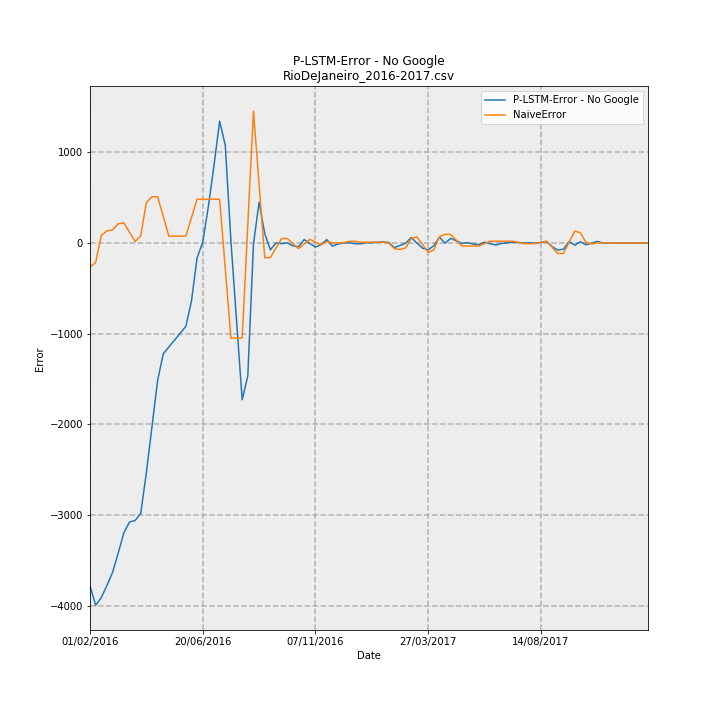 P-LSTM-Error - No Google
RioDeJaneiro_2016-2017.csv
P-LSTM-Error - No Google
NaiveError
1000
0
−1000
−2000
−3000
−4000
Error
01/02/2016
20/06/2016
07/11/2016
27/03/2017
14/08/2017
Date